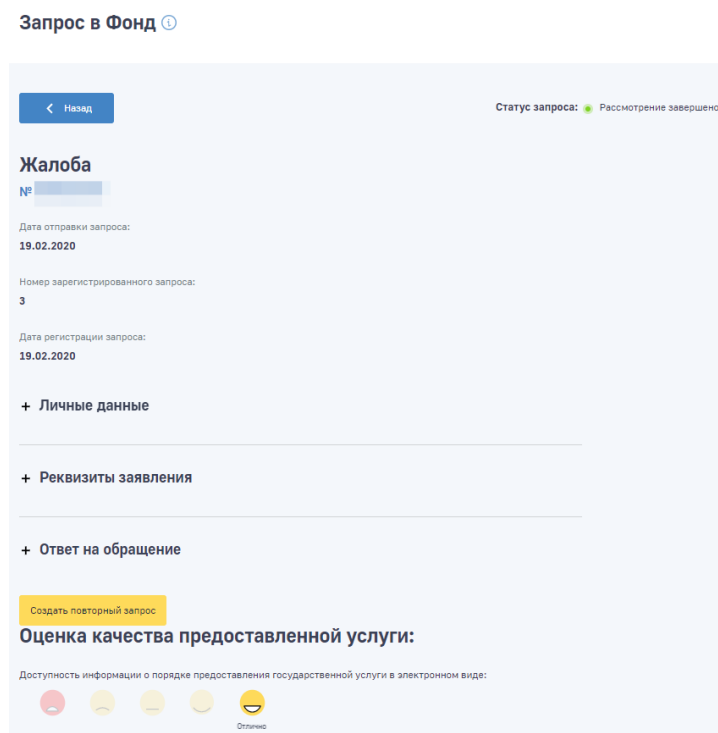 Запрос в Фонд
Назад
Статус запроса: Рассмотрение завершено
Жалоба
№
Дата отправки запроса:
19.02.2020
Номер зарегистрированного запроса:
3
Дата регистрации запроса:
19.02.2020
+ Личные данные
+ Реквизиты заявления
+ Ответ на обращение
Создать повторный запрос
Оценка качества предоставленной услуги:
Доступность информации о порядке предоставления государственной услуги в электронном виде:
Отлично